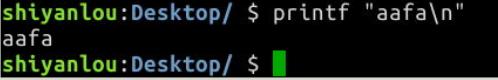 shiyanlou:Desktop/ $ printf "aafa\n"
aafa
shiyanlou:Desktop/ $